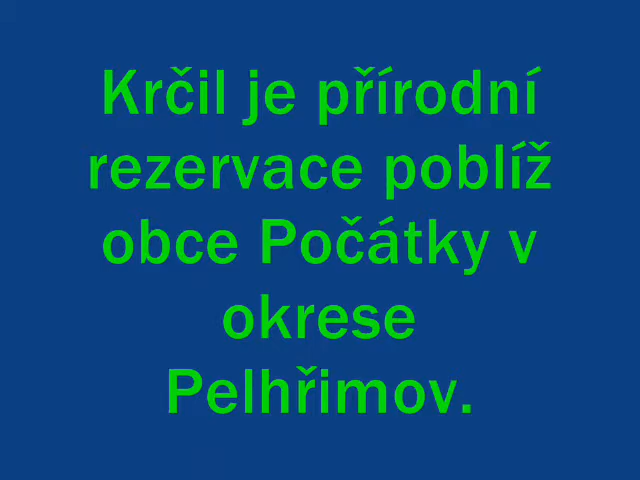 Krčil je přírodní
rezervace poblíž
obce Počátky v
okrese
Pelhřimov.